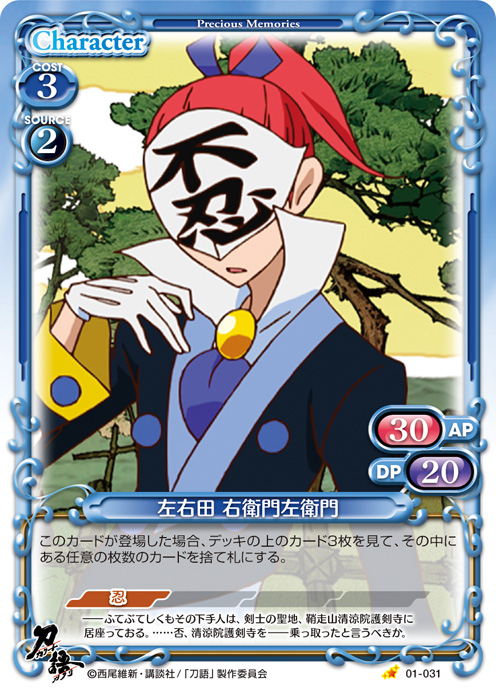 Precious Memories
Character
COST
3
SOURCE
2
不
忍
30 AP
DP 20
左右田 右衛門左衛門
このカードが登場した場合、デッキの上のカード3枚を見て、その中に
ある任意の枚数のカードを捨て札にする。
忍
――ふてぶてしくもその下手人は、剣士の聖地、鞘走山清涼院護剣寺に
居座っておる。……否、清涼院護剣寺を――乗っ取ったと言うべきか。
刀語
カタナガタリ
©西尾維新・講談社/「刀語」製作委員会
01-031